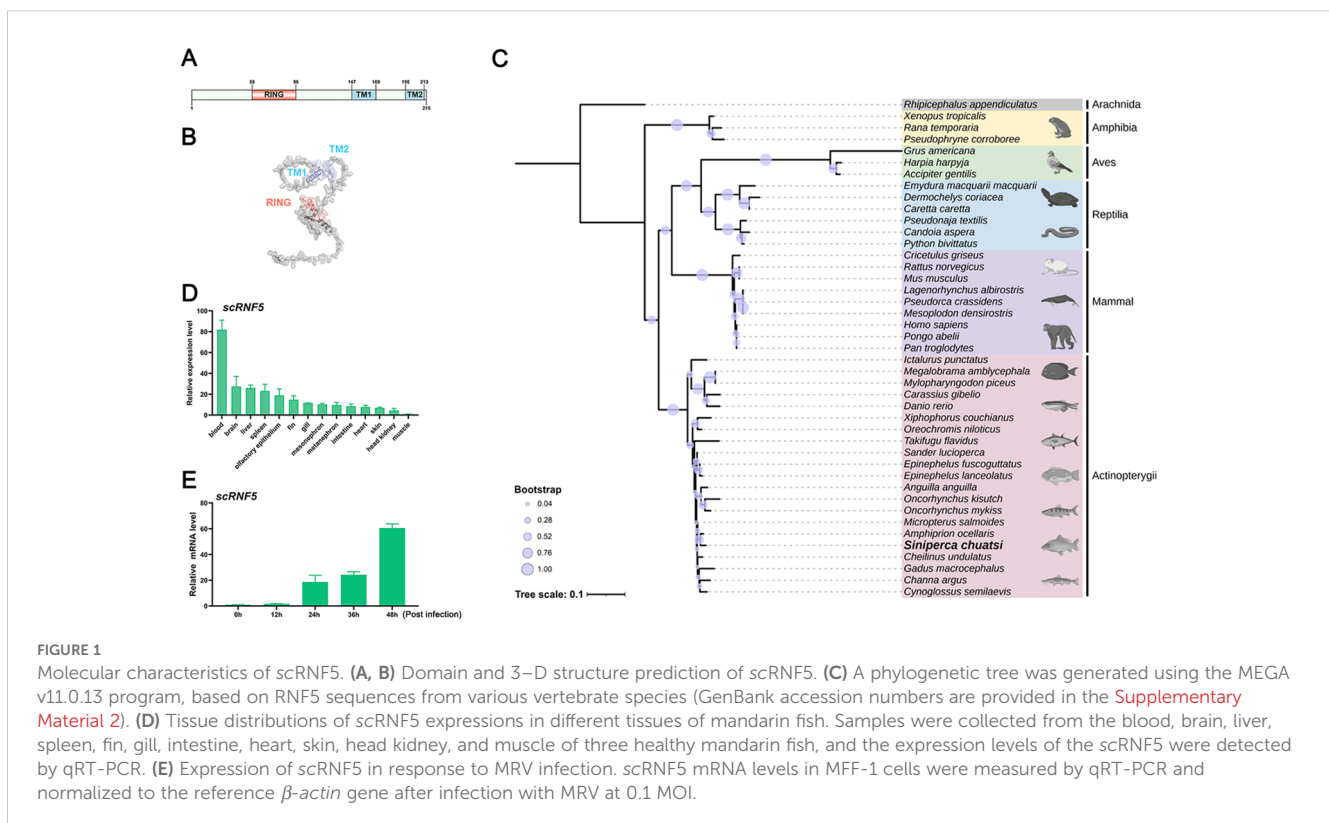 A
55
96
147
169
195
213
RING
TM1
TM2
1
215
B
TM2
TM1
RING
C
Rhipicephalus appendiculatus
Arachnida
Xenopus tropicalis
Rana temporaria
Pseudophryne corroboree
Amphibia
Grus americana
Harpia harpyja
Accipiter gentilis
Aves
Emydura macquarii macquarii
Dermochelys coriacea
Caretta caretta
Pseudonaja textilis
Candoia aspera
Python bivittatus
Reptilia
Cricetulus griseus
Rattus norvegicus
Mus musculus
Lagenorhynchus albirostris
Pseudorca crassidens
Mesoplodon densirostris
Homo sapiens
Pongo abelii
Pan troglodytes
Mammal
Ictalurus punctatus
Megalobrama amblycephala
Mylopharyngodon piceus
Carassius gibelio
Danio rerio
Xiphophorus couchianus
Oreochromis niloticus
Takifugu flavidus
Sander lucioperca
Epinephelus fuscoguttatus
Epinephelus lanceolatus
Anguilla anguilla
Oncorhynchus kisutch
Oncorhynchus mykiss
Micropterus salmoides
Amphiprion ocellaris
Siniperca chuatsi
Cheilinus undulatus
Gadus macrocephalus
Channa argus
Cynoglossus semilaevis
Actinopterygii
Bootstrap
0.04
0.28
0.52
0.76
1.00
Tree scale: 0.1
D
scRNF5
Relative expression level
100
80
60
40
20
0
blood
brain
liver
spleen
olfactory epithelium
fin
gill
mesonephron
metanephron
intestine
heart
skin
head kidney
muscle
E
scRNF5
Relative mRNA level
80
60
40
20
0
0h
12h
24h
36h
48h
(Post infection)
FIGURE 1
Molecular characteristics of scRNF5. (A, B) Domain and 3–D structure prediction of scRNF5. (C) A phylogenetic tree was generated using the MEGA
v11.0.13 program, based on RNF5 sequences from various vertebrate species (GenBank accession numbers are provided in the Supplementary
Material 2). (D) Tissue distributions of scRNF5 expressions in different tissues of mandarin fish. Samples were collected from the blood, brain, liver,
spleen, fin, gill, intestine, heart, skin, head kidney, and muscle of three healthy mandarin fish, and the expression levels of the scRNF5 were detected
by qRT-PCR. (E) Expression of scRNF5 in response to MRV infection. scRNF5 mRNA levels in MFF-1 cells were measured by qRT-PCR and
normalized to the reference β-actin gene after infection with MRV at 0.1 MOI.